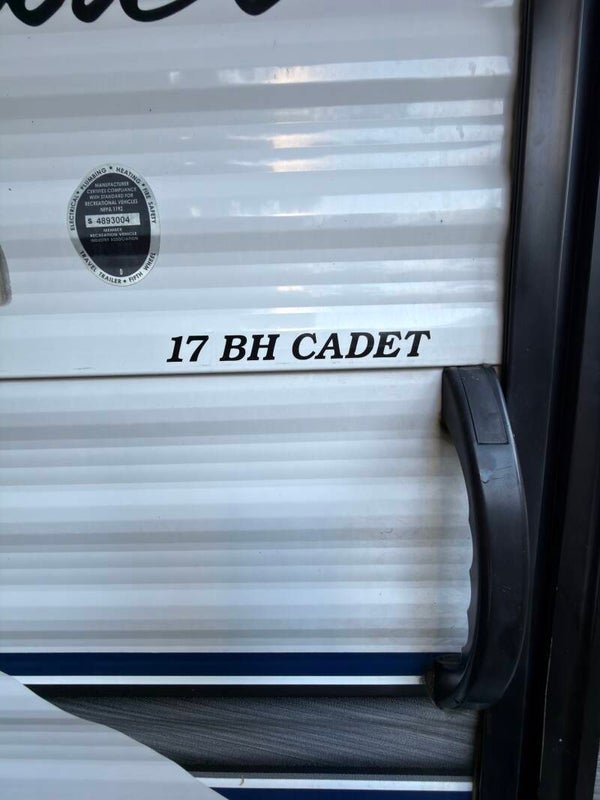 ELECTRICAL • PLUMBING • HEATING • FIRE SAFETY
MANUFACTURER
CERTIFIES COMPLIANCE
WITH STANDARD FOR
RECREATIONAL VEHICLES
NFPA 1192
S 4893004
MEMBER
RECREATION VEHICLE
INDUSTRY ASSOCIATION
S
TRAVEL TRAILER • FIFTH WHEEL
17 BH CADET